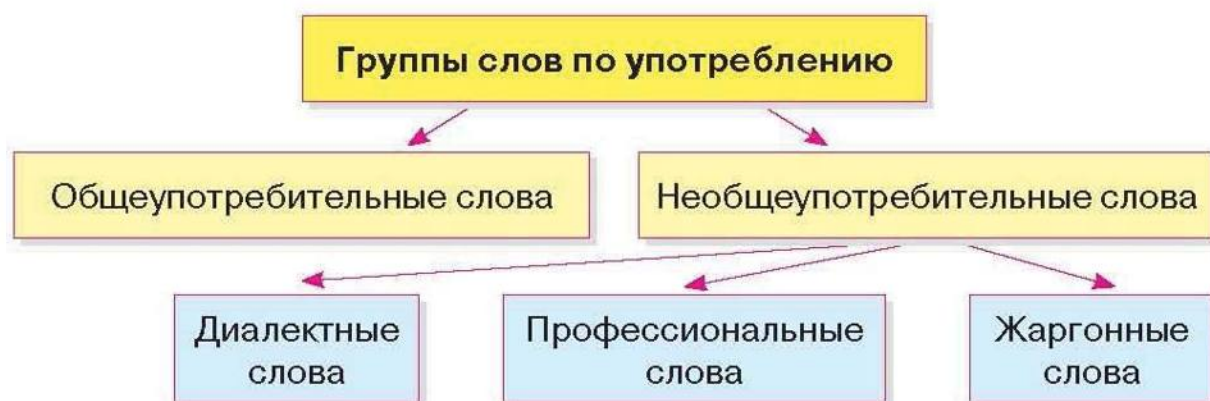 Группы слов по употреблению
Общеупотребительные слова
Необщеупотребительные слова
Диалектные
слова
Профессиональные
слова
Жаргонные
слова